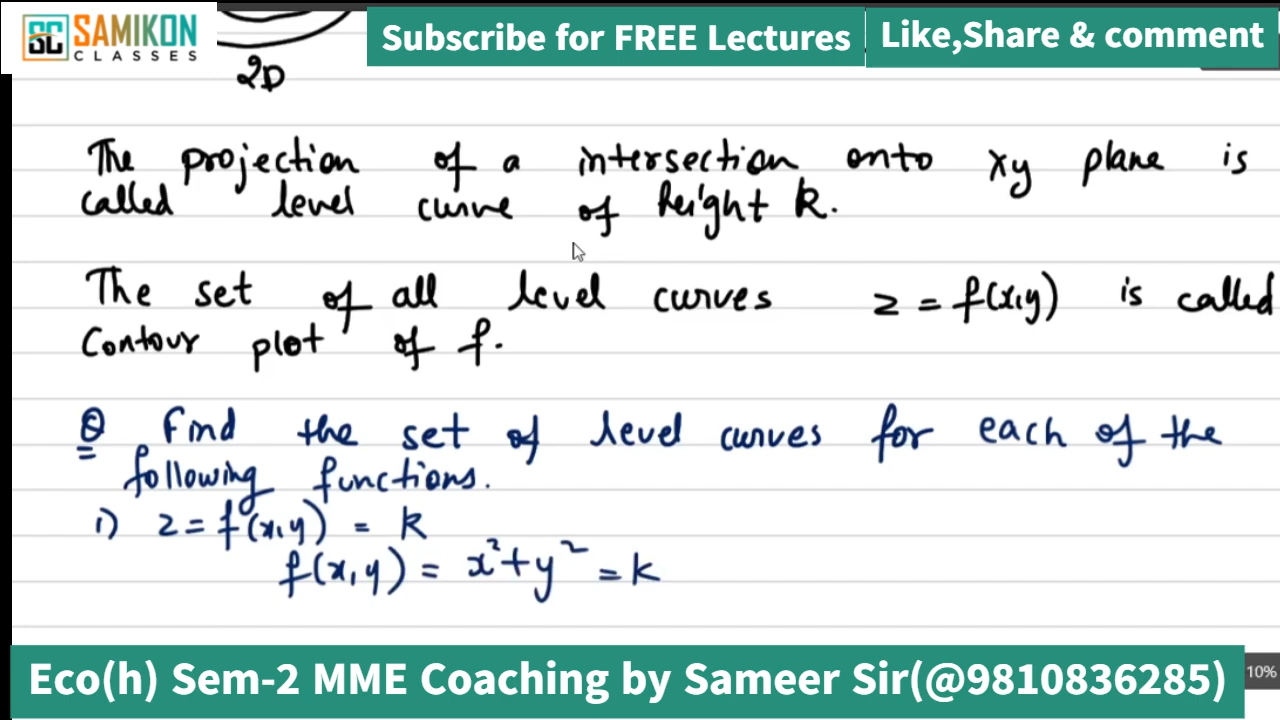 SC SAMIKON
CLASSES
Subscribe for FREE Lectures
Like,Share & comment
2D
The projection of a intersection onto xy plane is
called level curve of height k.
The set of all level curves z = f(x,y) is called
Contour plot of f.
Q Find the set of level curves for each of the
following functions.
i) z = f(x,y) = k
f(x,y) = x²+y² = k
Eco(h) Sem-2 MME Coaching by Sameer Sir(@9810836285)
10%